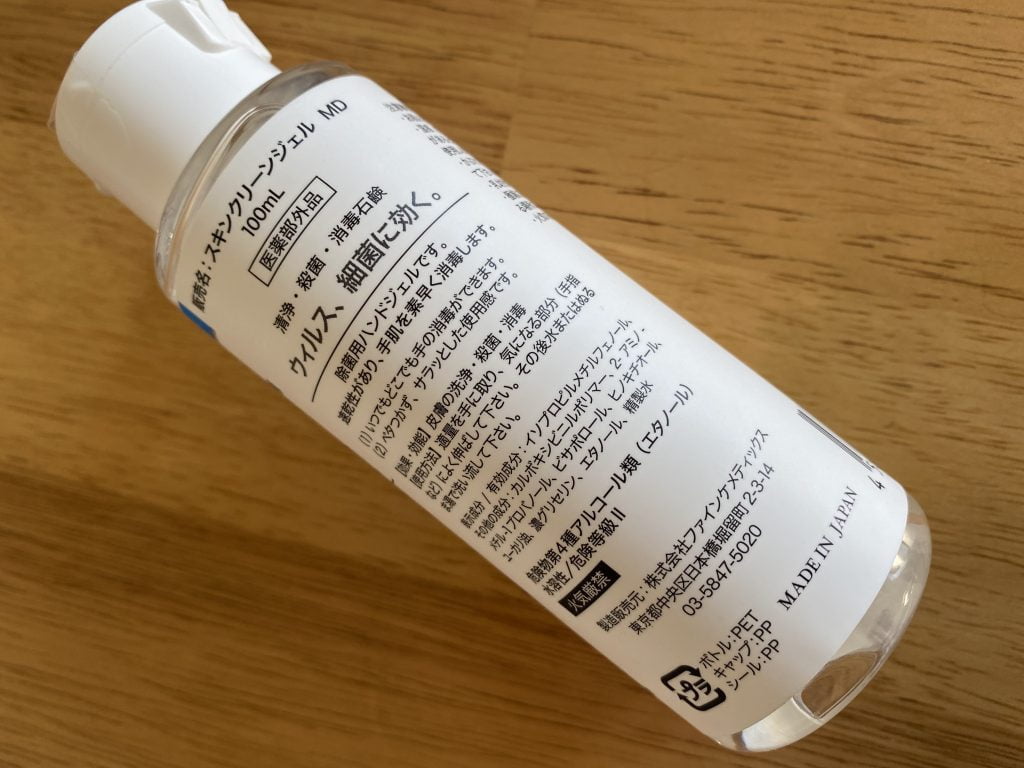 販売名：スキンクリーンジェル MD
100mL
医薬部外品
清浄・殺菌・消毒石鹸
ウィルス、細菌に効く。
除菌用ハンドジェルです。
速乾性があり、手肌を素早く消毒します。
(1) いつでもどこでも手の消毒ができます。
(2) ベタつかず、サラッとした使用感です。
【効果・効能】皮膚の洗浄・殺菌・消毒
【使用方法】適量を手に取り、気になる部分（手指
など）によく伸ばして下さい。その後水またはぬる
ま湯で洗い流して下さい。
表示成分 / 有効成分：イソプロピルメチルフェノール、
その他の成分：カルボキシビニルポリマー、2-アミノ-
メチル-1-プロパノール、ビサボロール、ヒノキチオール、
ユーカリ油、濃グリセリン、エタノール、精製水
危険物第4種アルコール類（エタノール）
水溶性 / 危険等級Ⅱ
火気厳禁
製造販売元：株式会社ファインケメティックス
東京都中央区日本橋堀留町 2-3-14
03-5847-5020
MADE IN JAPAN
プラ
ボトル：PET
キャップ：PP
シール：PP
4